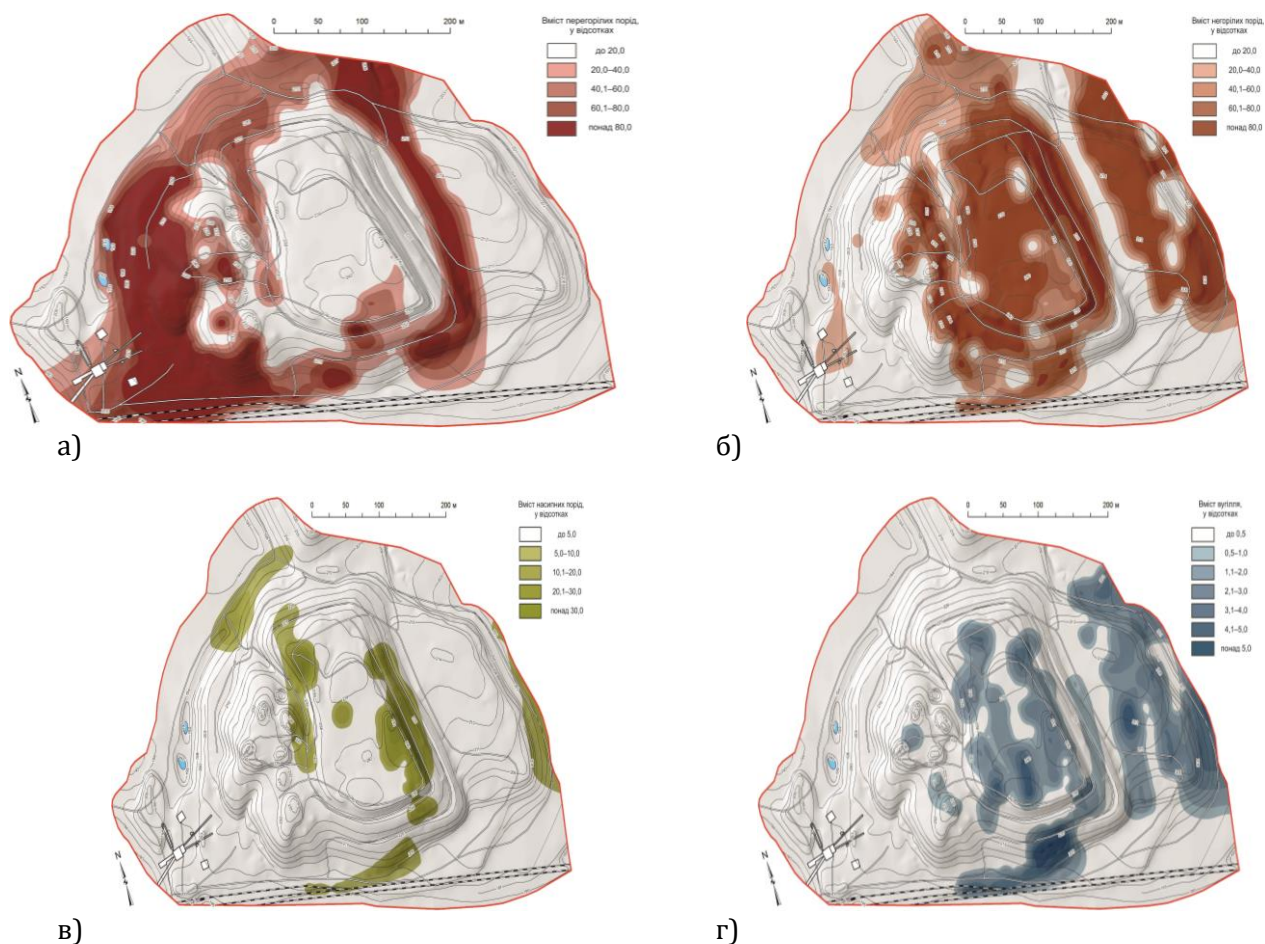 0 50 100 200 м
Вміст перегорілих порід,
у відсотках
до 20,0
20,0–40,0
40,1–60,0
60,1–80,0
понад 80,0
N
а)
0 50 100 200 м
Вміст негорілих порід,
у відсотках
до 20,0
20,0–40,0
40,1–60,0
60,1–80,0
понад 80,0
N
б)
0 50 100 200 м
Вміст насипних порід,
у відсотках
до 5,0
5,0–10,0
10,1–20,0
20,1–30,0
понад 30,0
N
в)
0 50 100 200 м
Вміст вугілля,
у відсотках
до 0,5
0,5–1,0
1,1–2,0
2,1–3,0
3,1–4,0
4,1–5,0
понад 5,0
N
г)